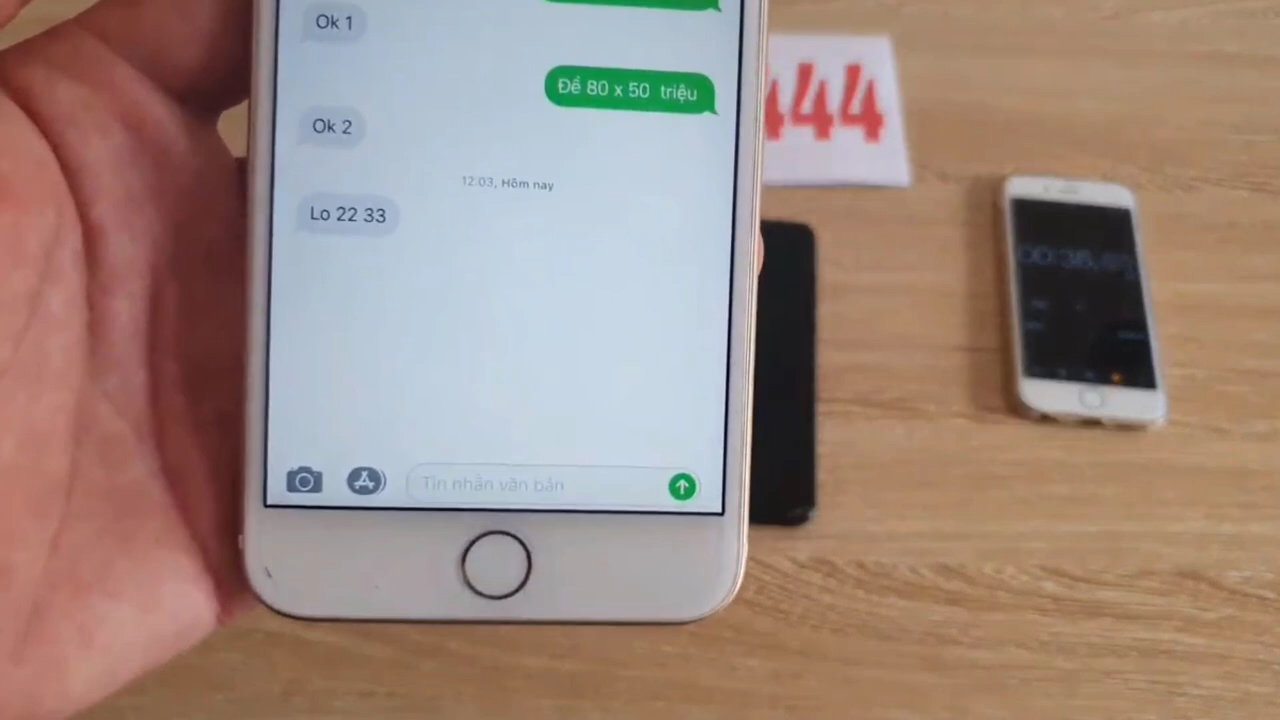 Ok 1
Đề 80 x 50 triệu
Ok 2
12:03, Hôm nay
Lo 22 33
Tin nhắn văn bản
444